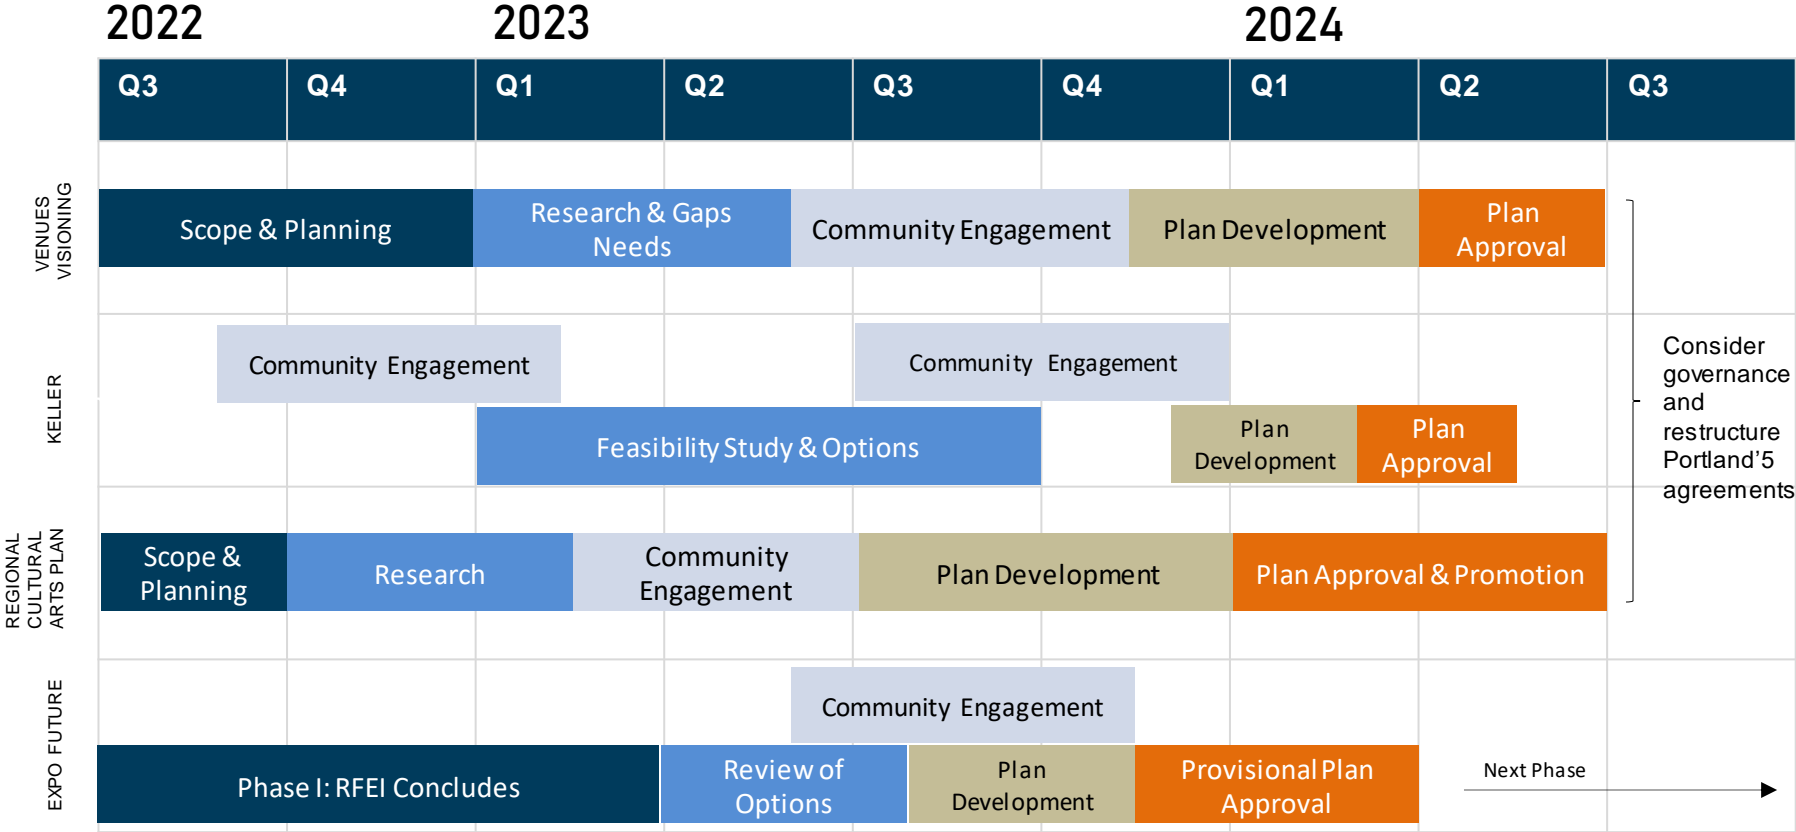 2022
2023
2024
Q3
Q4
Q1
Q2
Q3
Q4
Q1
Q2
Q3
VENUES
VISIONING
Scope & Planning
Research & Gaps
Needs
Community Engagement
Plan Development
Plan
Approval
KELLER
Community Engagement
Community Engagement
Feasibility Study & Options
Plan
Development
Plan
Approval
Consider
governance
and
restructure
Portland’5
agreements
REGIONAL
CULTURAL
ARTS PLAN
Scope &
Planning
Research
Community
Engagement
Plan Development
Plan Approval & Promotion
EXPO FUTURE
Community Engagement
Phase I: RFEI Concludes
Review of
Options
Plan
Development
Provisional Plan
Approval
Next Phase